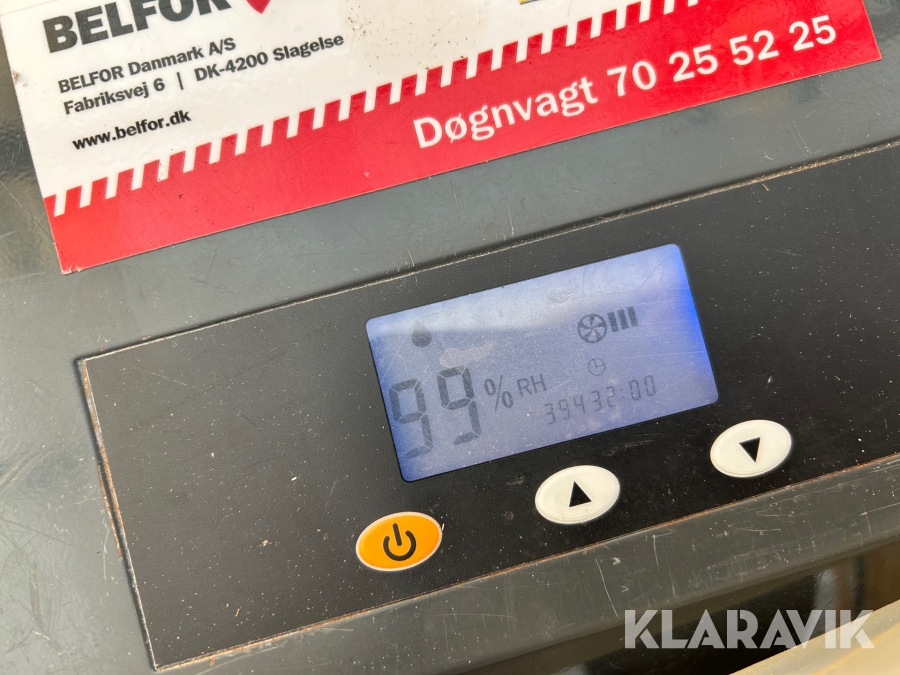 BELFOR
BELFOR Danmark A/S
Fabriksvej 6 | DK-4200 Slagelse
www.belfor.dk
Døgnvagt 70 25 52 25
99 % RH
39432:00
KLARAVIK